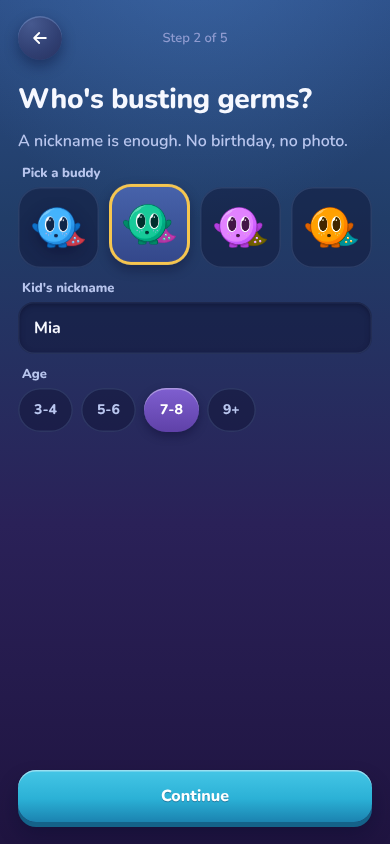 Step 2 of 5
Who's busting germs?
A nickname is enough. No birthday, no photo.
Pick a buddy
Kid's nickname
Mia
Age
3-4 5-6 7-8 9+
Continue